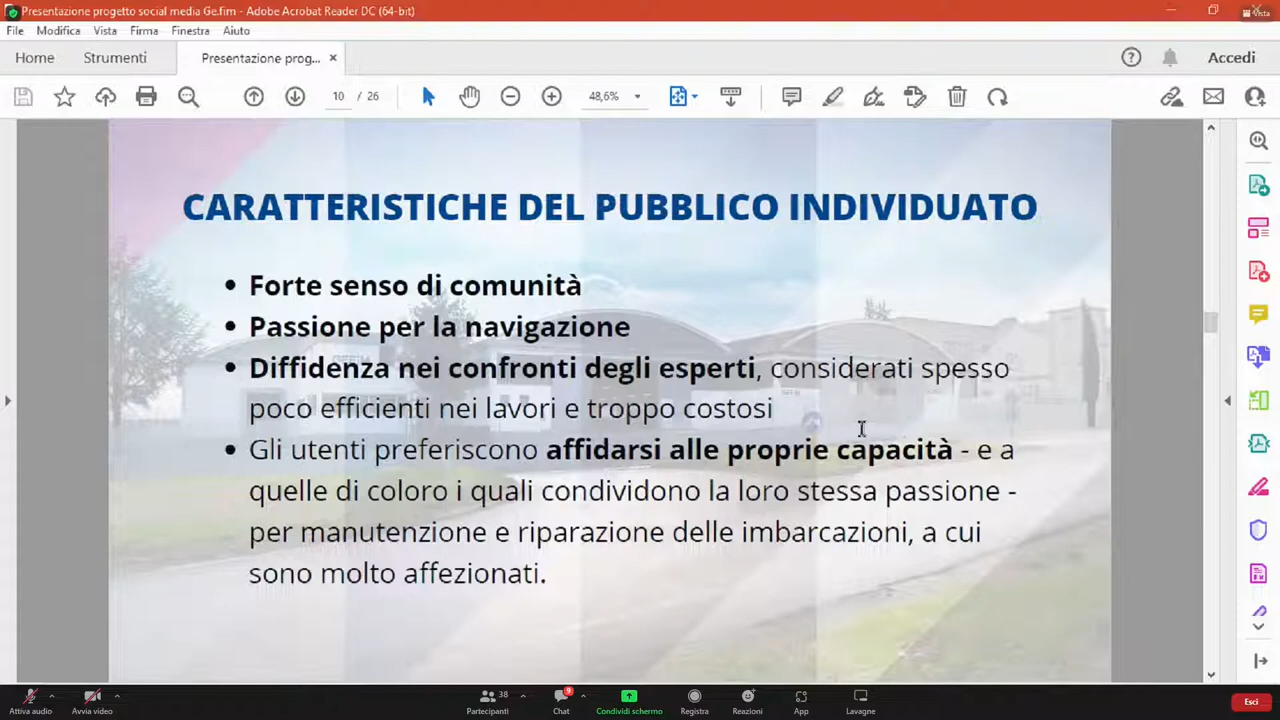 Presentazione progetto social media Ge.fim - Adobe Acrobat Reader DC (64-bit)
Vista
File Modifica Vista Firma Finestra Aiuto
Home Strumenti Presentazione prog... × Accedi
10 / 26 48,6%
CARATTERISTICHE DEL PUBBLICO INDIVIDUATO
• Forte senso di comunità
• Passione per la navigazione
• Diffidenza nei confronti degli esperti, considerati spesso
poco efficienti nei lavori e troppo costosi
• Gli utenti preferiscono affidarsi alle proprie capacità - e a
quelle di coloro i quali condividono la loro stessa passione -
per manutenzione e riparazione delle imbarcazioni, a cui
sono molto affezionati.
38 9
Attiva audio Avvia video Partecipanti Chat Condividi schermo Registra Reazioni App Lavagne Esci